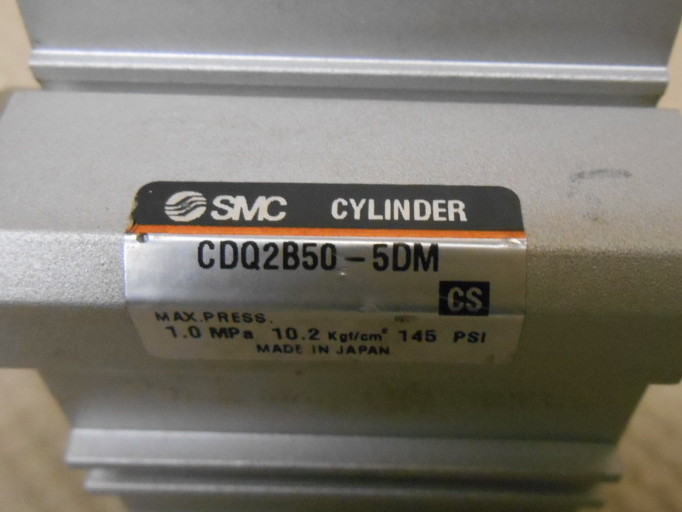 SMC CYLINDER
CDQ2B50-5DM
CS
MAX.PRESS.
1.0 MPa 10.2 Kgf/cm² 145 PSI
MADE IN JAPAN